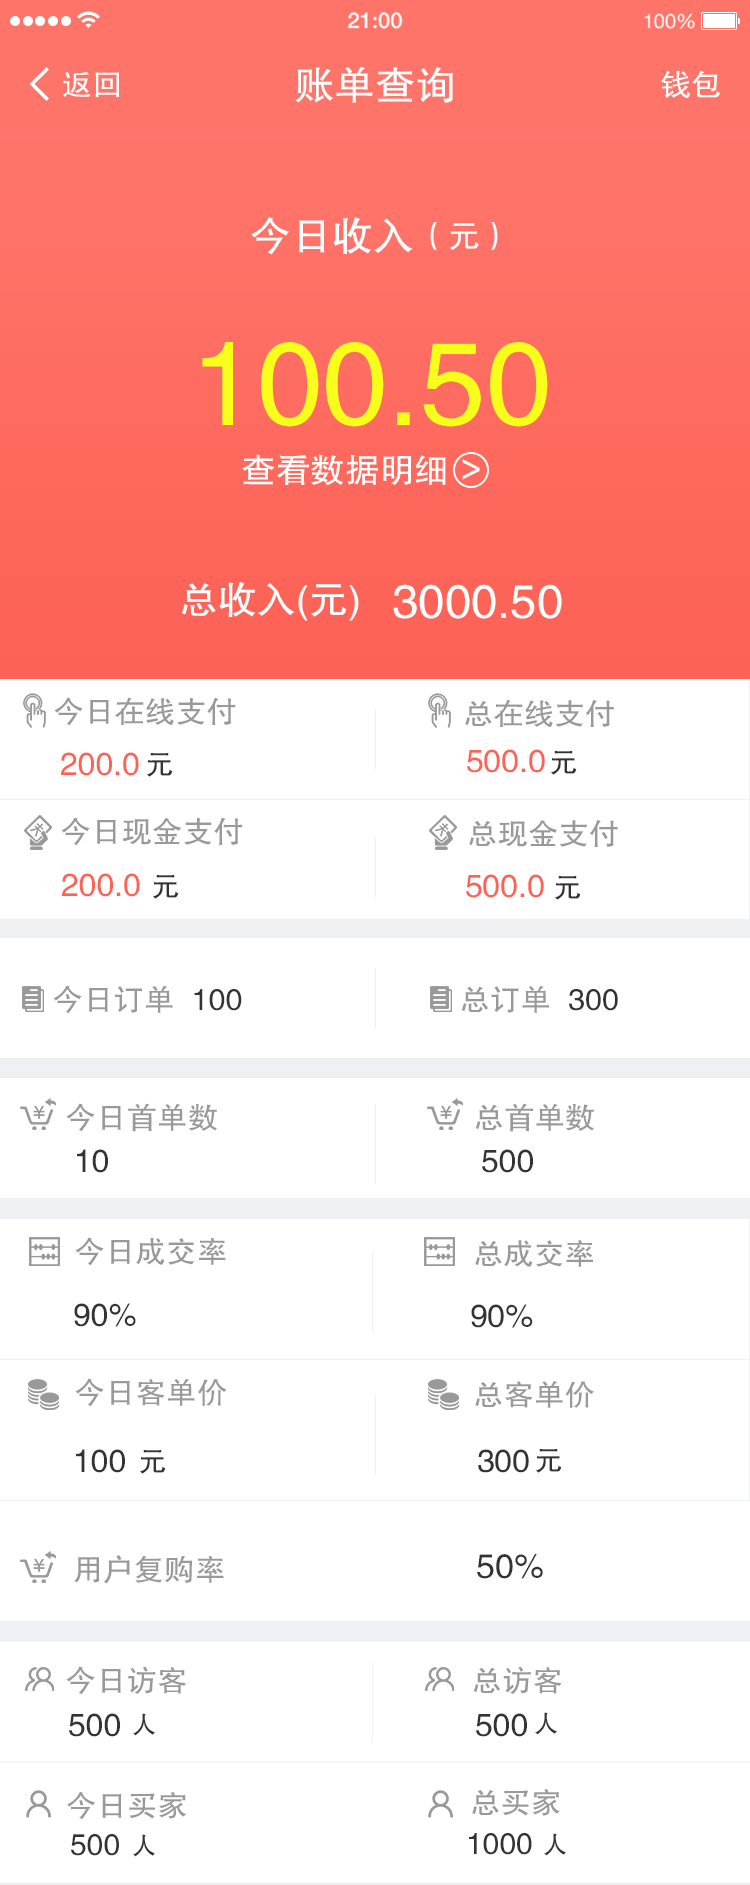 21:00 100%
返回 账单查询 钱包
今日收入（元）
100.50
查看数据明细
总收入(元) 3000.50
今日在线支付 总在线支付
200.0元 500.0元
今日现金支付 总现金支付
200.0 元 500.0 元
今日订单 100 总订单 300
今日首单数 总首单数
10 500
今日成交率 总成交率
90% 90%
今日客单价 总客单价
100 元 300元
用户复购率 50%
今日访客 总访客
500 人 500人
今日买家 总买家
500 人 1000 人